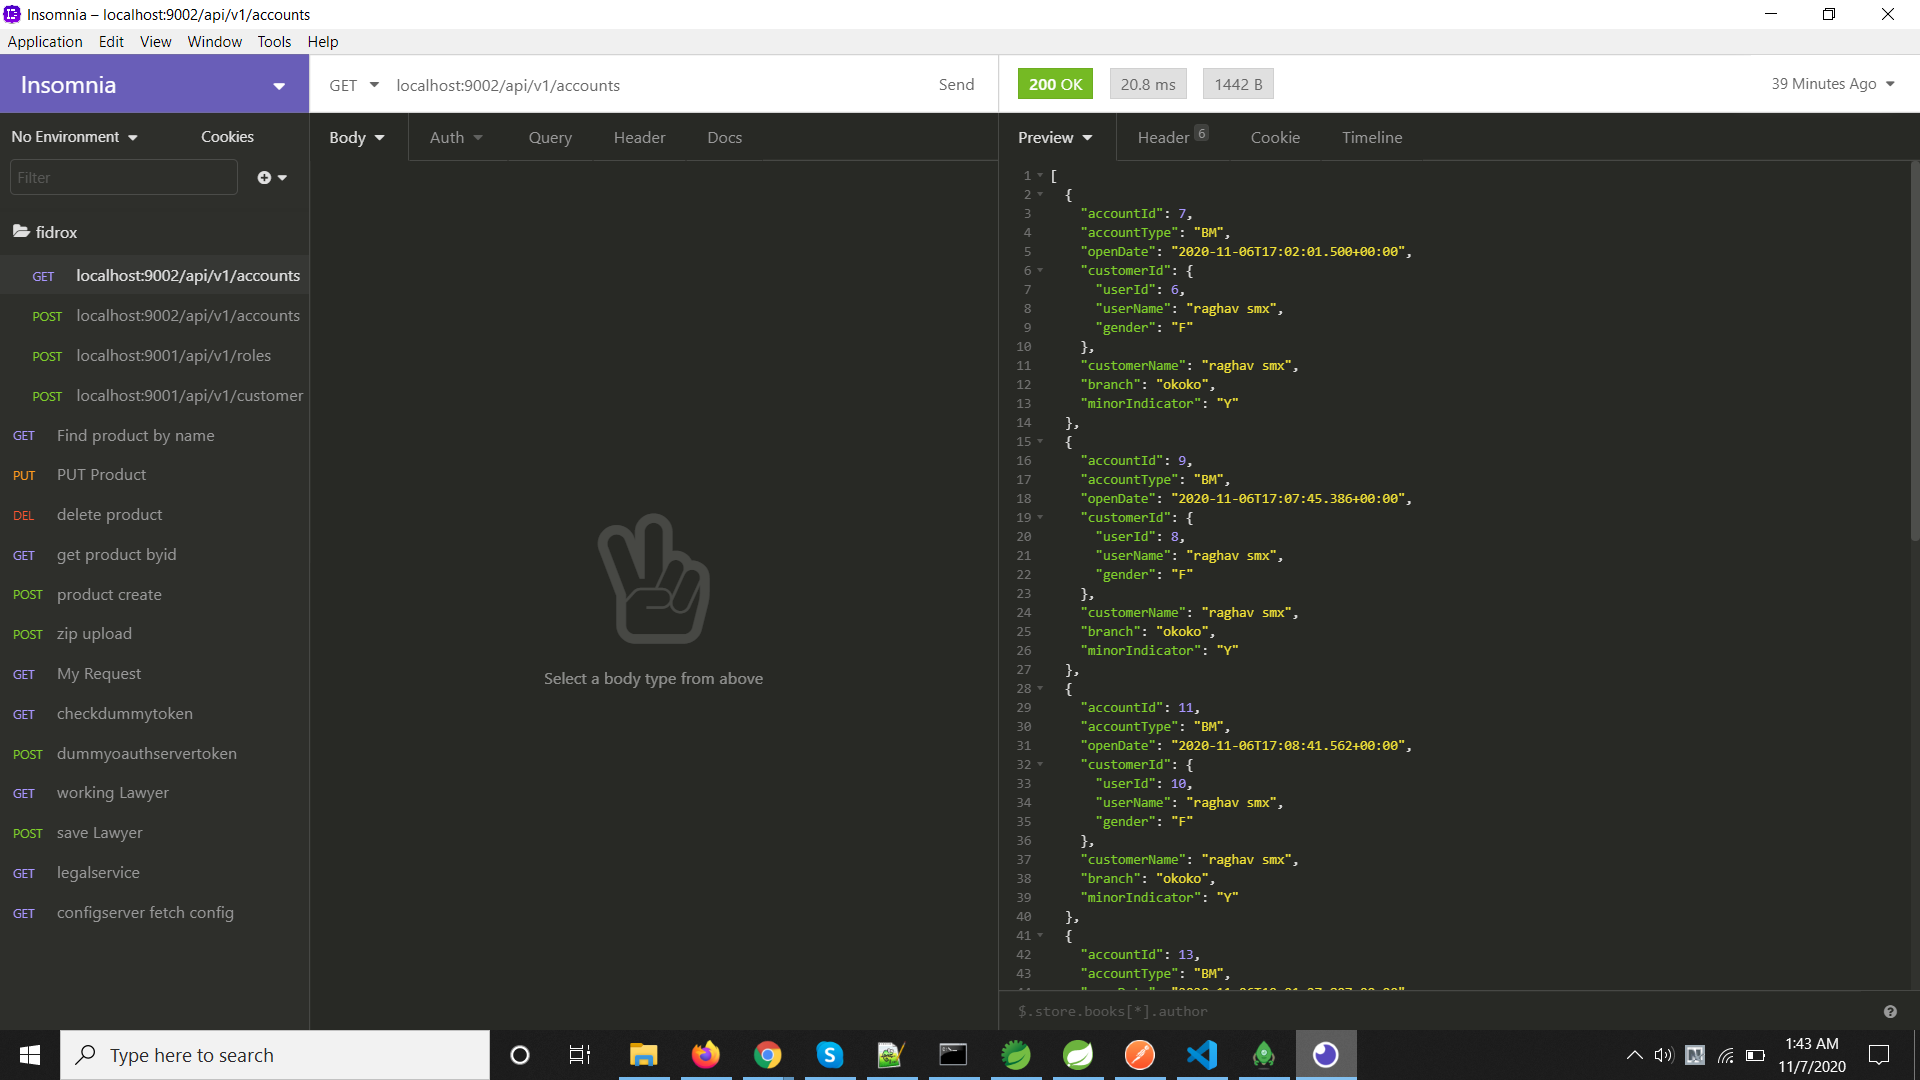 Insomnia – localhost:9002/api/v1/accounts
Application Edit View Window Tools Help
Insomnia
GET localhost:9002/api/v1/accounts Send
200 OK 20.8 ms 1442 B 39 Minutes Ago
No Environment Cookies
Body Auth Query Header Docs
Preview Header 6 Cookie Timeline
Filter
fidrox
GET localhost:9002/api/v1/accounts
POST localhost:9002/api/v1/accounts
POST localhost:9001/api/v1/roles
POST localhost:9001/api/v1/customer
GET Find product by name
PUT PUT Product
DEL delete product
GET get product byid
POST product create
POST zip upload
GET My Request
GET checkdummytoken
POST dummyoauthservertoken
GET working Lawyer
POST save Lawyer
GET legalservice
GET configserver fetch config
Select a body type from above
1 [
2 {
3 "accountId": 7,
4 "accountType": "BM",
5 "openDate": "2020-11-06T17:02:01.500+00:00",
6 "customerId": {
7 "userId": 6,
8 "userName": "raghav smx",
9 "gender": "F"
10 },
11 "customerName": "raghav smx",
12 "branch": "okoko",
13 "minorIndicator": "Y"
14 },
15 {
16 "accountId": 9,
17 "accountType": "BM",
18 "openDate": "2020-11-06T17:07:45.386+00:00",
19 "customerId": {
20 "userId": 8,
21 "userName": "raghav smx",
22 "gender": "F"
23 },
24 "customerName": "raghav smx",
25 "branch": "okoko",
26 "minorIndicator": "Y"
27 },
28 {
29 "accountId": 11,
30 "accountType": "BM",
31 "openDate": "2020-11-06T17:08:41.562+00:00",
32 "customerId": {
33 "userId": 10,
34 "userName": "raghav smx",
35 "gender": "F"
36 },
37 "customerName": "raghav smx",
38 "branch": "okoko",
39 "minorIndicator": "Y"
40 },
41 {
42 "accountId": 13,
43 "accountType": "BM",
$.store.books[*].author
Type here to search
1:43 AM
11/7/2020